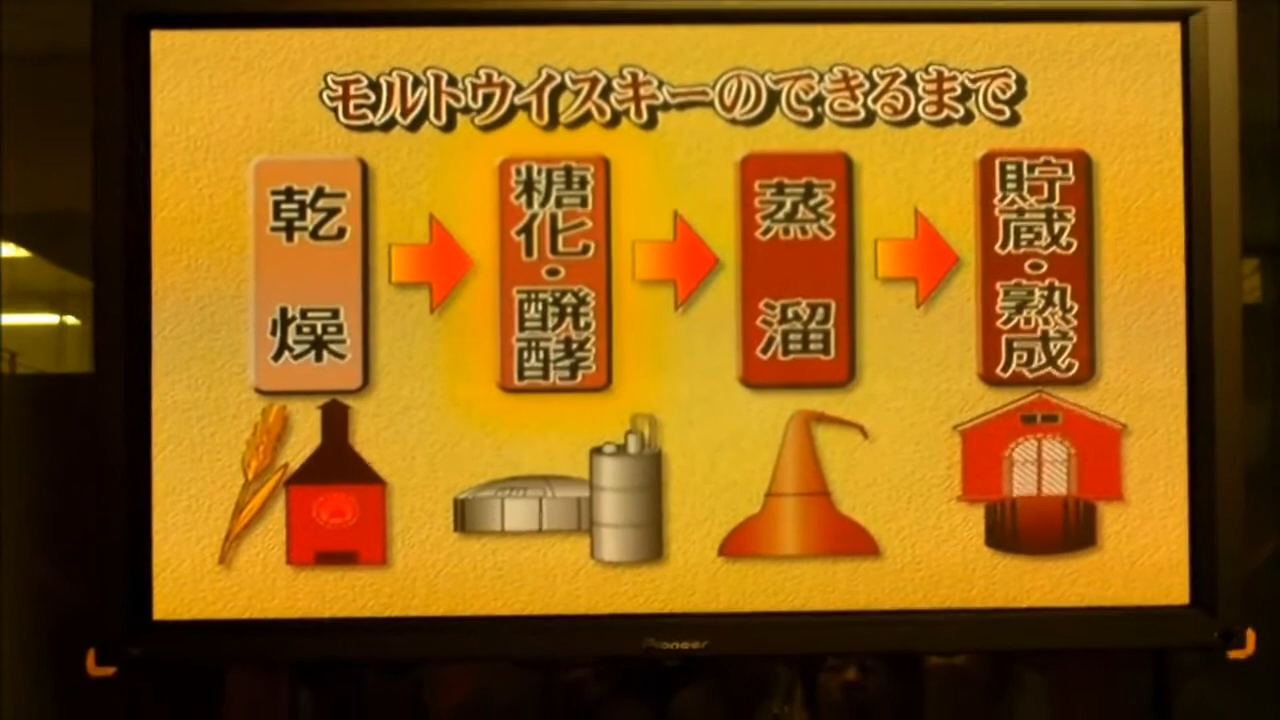 モルトウイスキーのできるまで
乾燥
糖化・醗酵
蒸溜
貯蔵・熟成
Pioneer